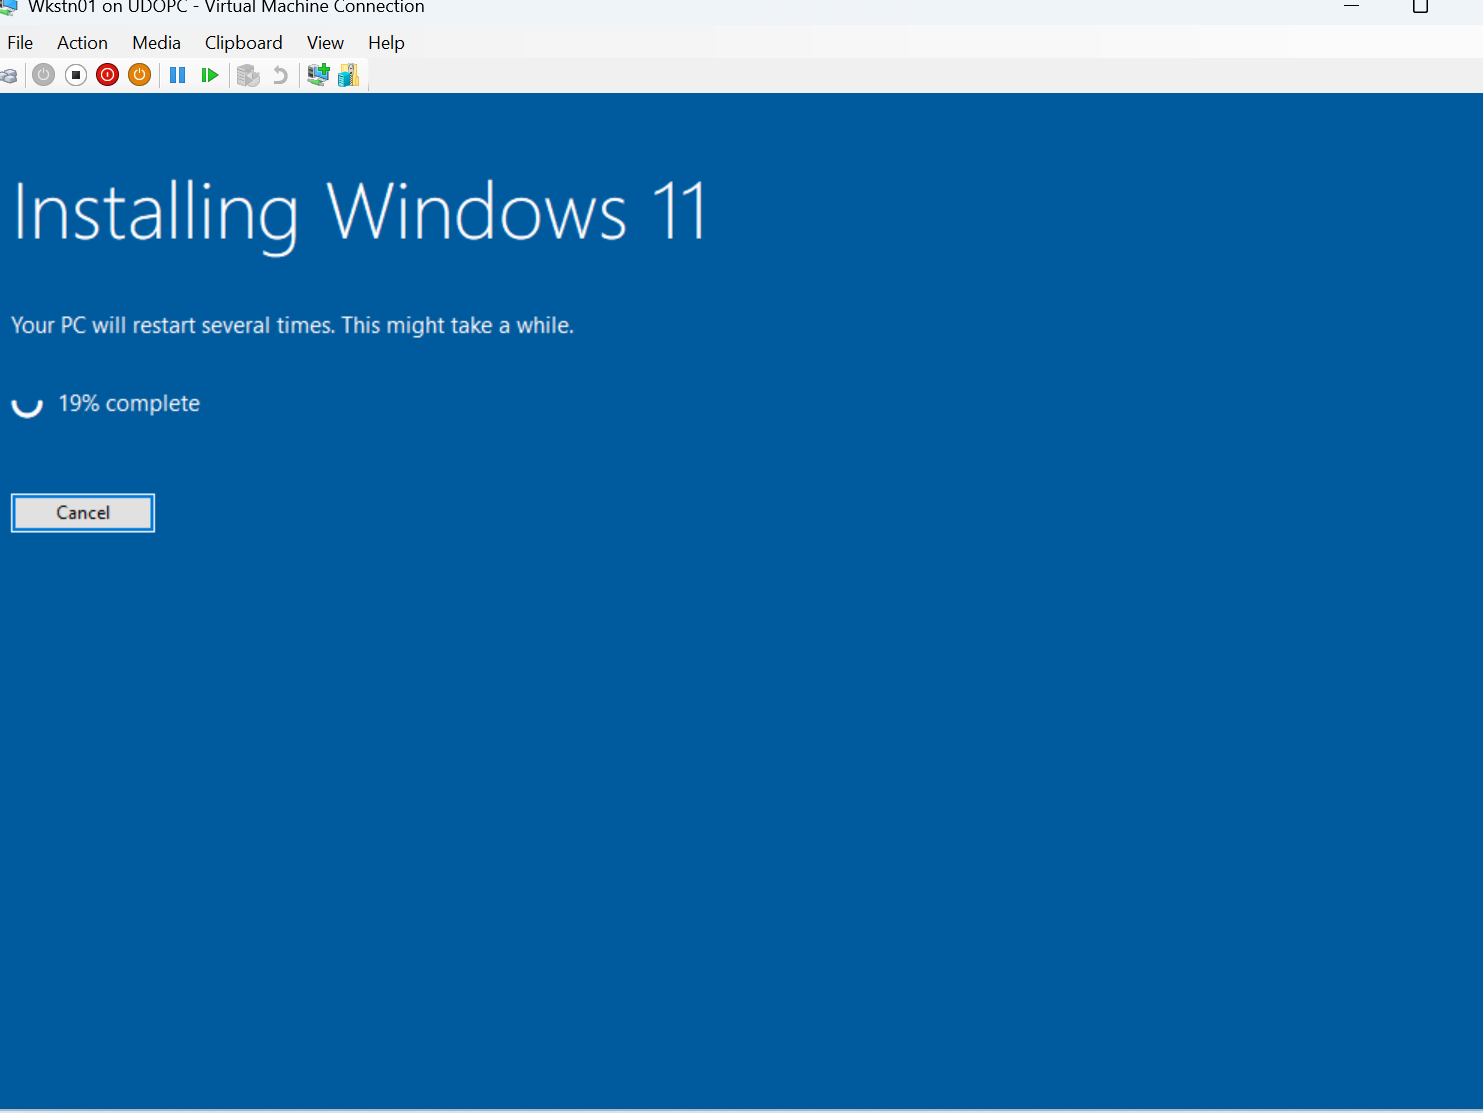 Wkstn01 on UDOPC - Virtual Machine Connection
File Action Media Clipboard View Help
Installing Windows 11
Your PC will restart several times. This might take a while.
19% complete
Cancel